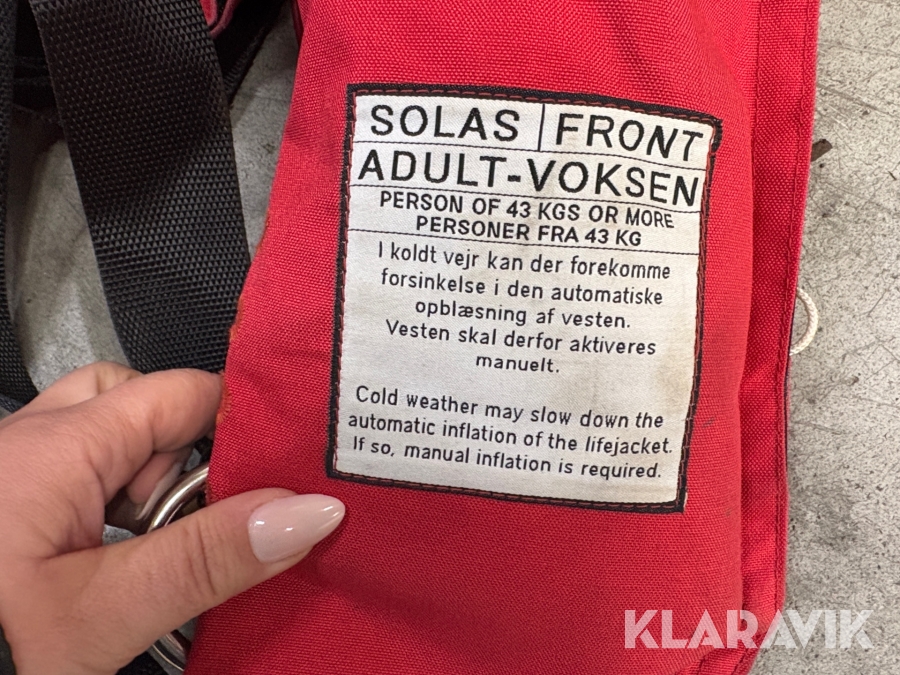 SOLAS | FRONT
ADULT-VOKSEN
PERSON OF 43 KGS OR MORE
PERSONER FRA 43 KG
I koldt vejr kan der forekomme
forsinkelse i den automatiske
opblæsning af vesten.
Vesten skal derfor aktiveres
manuelt.
Cold weather may slow down the
automatic inflation of the lifejacket.
If so, manual inflation is required.
KLARAVIK